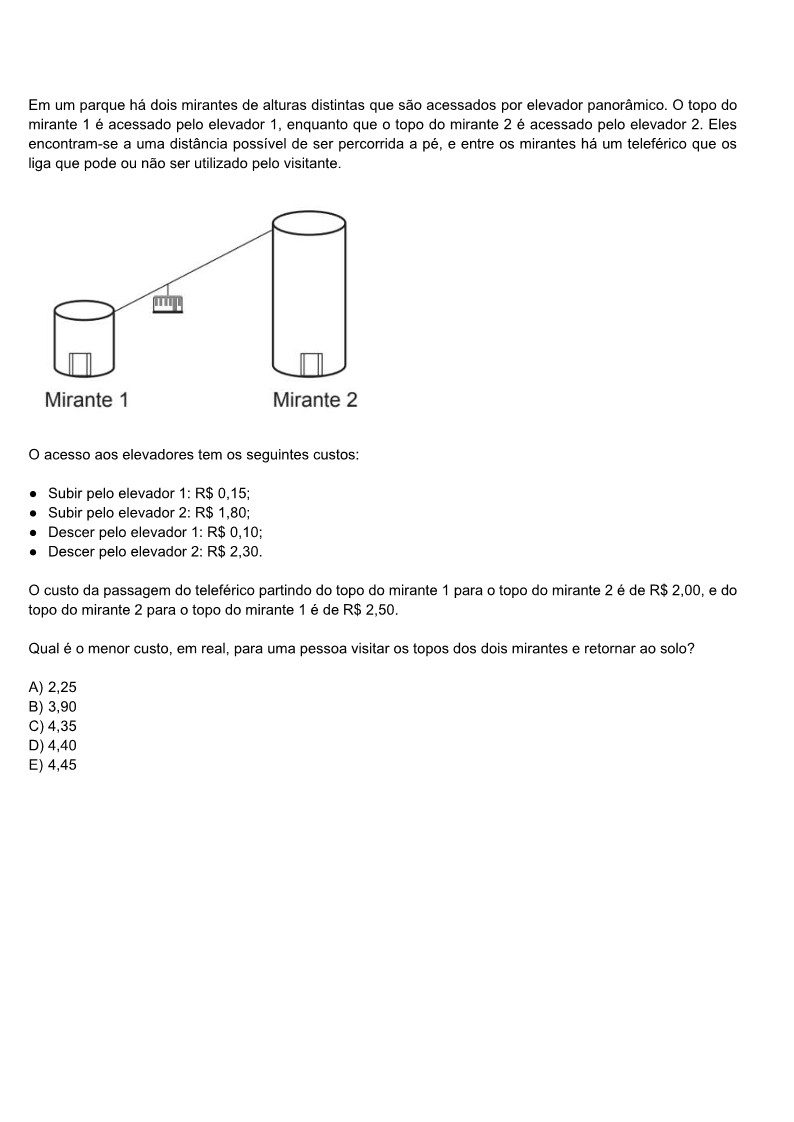 Em um parque há dois mirantes de alturas distintas que são acessados por elevador panorâmico. O topo do
mirante 1 é acessado pelo elevador 1, enquanto que o topo do mirante 2 é acessado pelo elevador 2. Eles
encontram-se a uma distância possível de ser percorrida a pé, e entre os mirantes há um teleférico que os
liga que pode ou não ser utilizado pelo visitante.
Mirante 1
Mirante 2
O acesso aos elevadores tem os seguintes custos:
● Subir pelo elevador 1: R$ 0,15;
● Subir pelo elevador 2: R$ 1,80;
● Descer pelo elevador 1: R$ 0,10;
● Descer pelo elevador 2: R$ 2,30.
O custo da passagem do teleférico partindo do topo do mirante 1 para o topo do mirante 2 é de R$ 2,00, e do
topo do mirante 2 para o topo do mirante 1 é de R$ 2,50.
Qual é o menor custo, em real, para uma pessoa visitar os topos dos dois mirantes e retornar ao solo?
A) 2,25
B) 3,90
C) 4,35
D) 4,40
E) 4,45